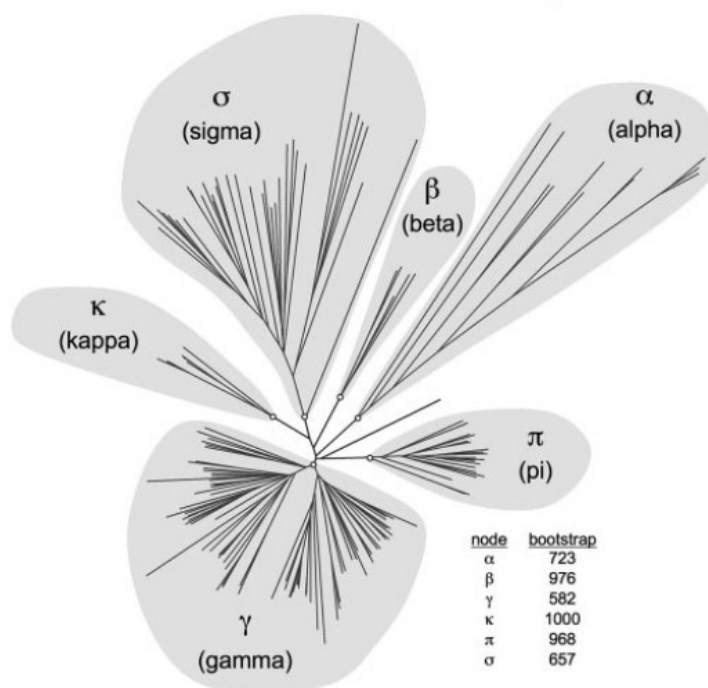 σ
(sigma)
α
(alpha)
β
(beta)
κ
(kappa)
π
(pi)
γ
(gamma)
node bootstrap
α 723
β 976
γ 582
κ 1000
π 968
σ 657